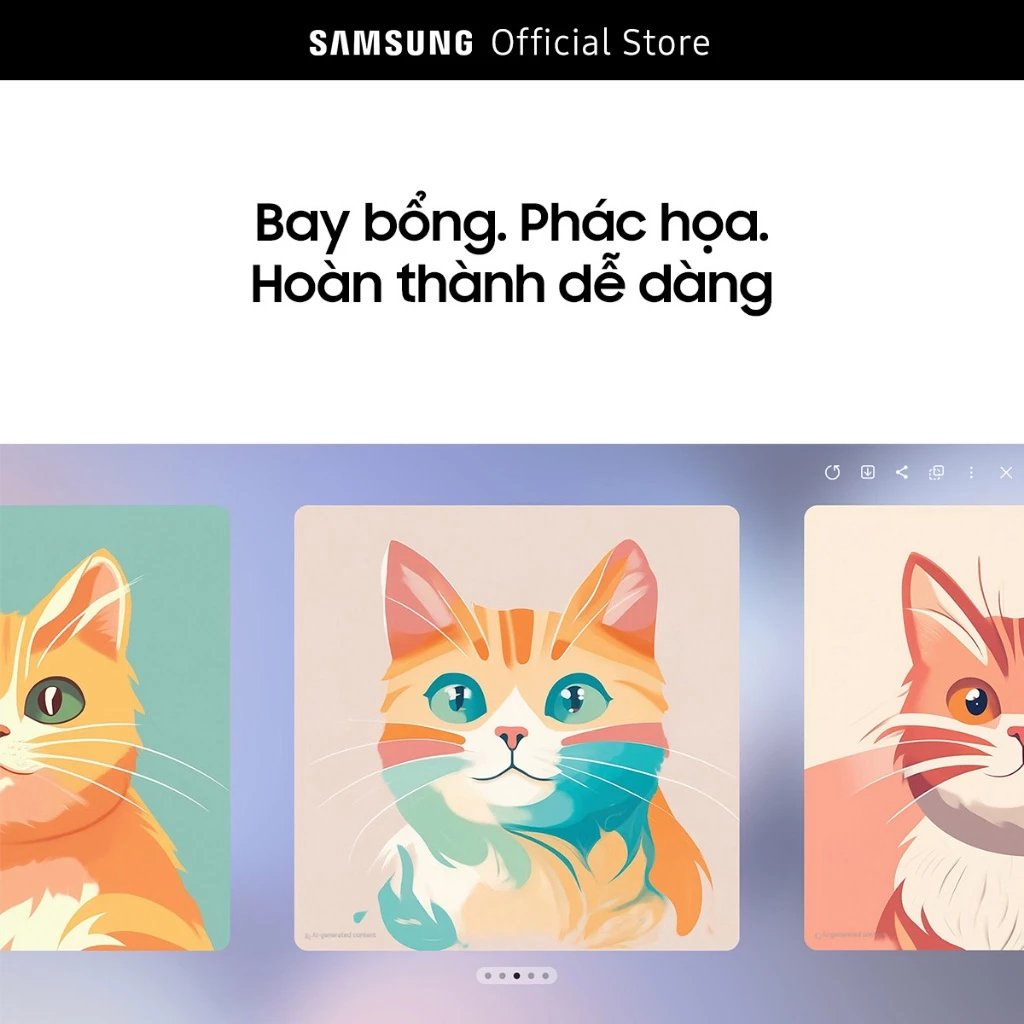 SAMSUNG Official Store
Bay bổng. Phác họa.
Hoàn thành dễ dàng
AI-generated content
AI-generated content